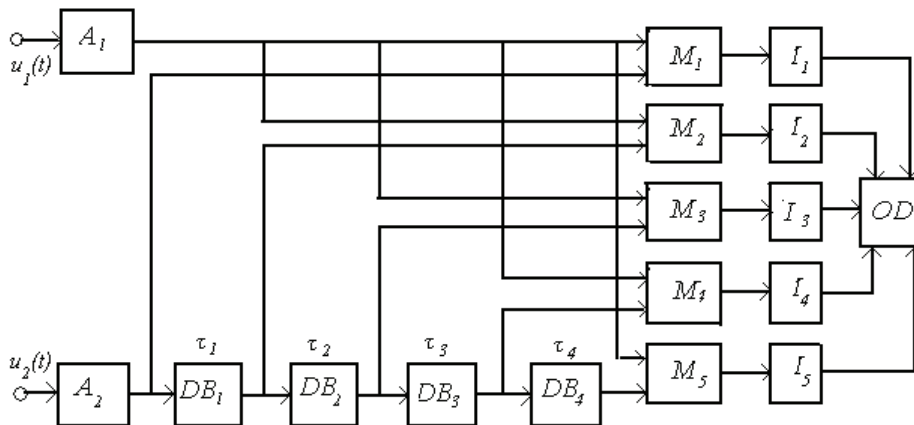 A₁ M₁ I₁
u₁(t)
M₂ I₂
M₃ I₃ OD
M₄ I₄
τ₁ τ₂ τ₃ τ₄
u₂(t) M₅ I₅
A₂ DB₁ DB₂ DB₃ DB₄